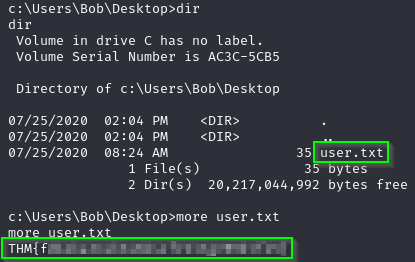 c:\Users\Bob\Desktop>dir
dir
Volume in drive C has no label.
Volume Serial Number is AC3C-5CB5
Directory of c:\Users\Bob\Desktop
07/25/2020  02:04 PM    <DIR>          .
07/25/2020  02:04 PM    <DIR>          ..
07/25/2020  08:24 AM                35 user.txt
1 File(s)             35 bytes
2 Dir(s)  20,217,044,992 bytes free
c:\Users\Bob\Desktop>more user.txt
more user.txt
THM{f